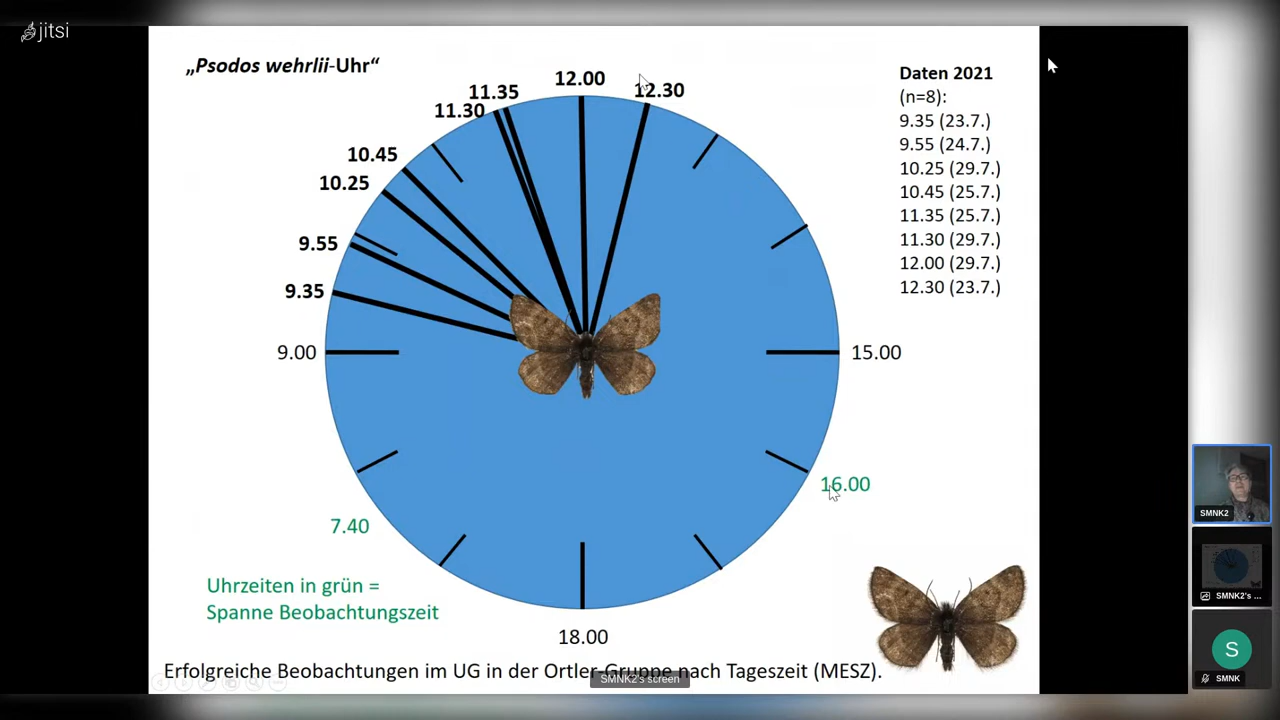 jitsi
„Psodos wehrlii-Uhr“
12.00
12.30
11.35
11.30
10.45
10.25
9.55
9.35
9.00
15.00
16.00
7.40
18.00
Daten 2021
(n=8):
9.35 (23.7.)
9.55 (24.7.)
10.25 (29.7.)
10.45 (25.7.)
11.35 (25.7.)
11.30 (29.7.)
12.00 (29.7.)
12.30 (23.7.)
Uhrzeiten in grün =
Spanne Beobachtungszeit
Erfolgreiche Beobachtungen im UG in der Ortler-Gruppe nach Tageszeit (MESZ).
SMNK2's screen
SMNK2
SMNK2's ...
S
SMNK